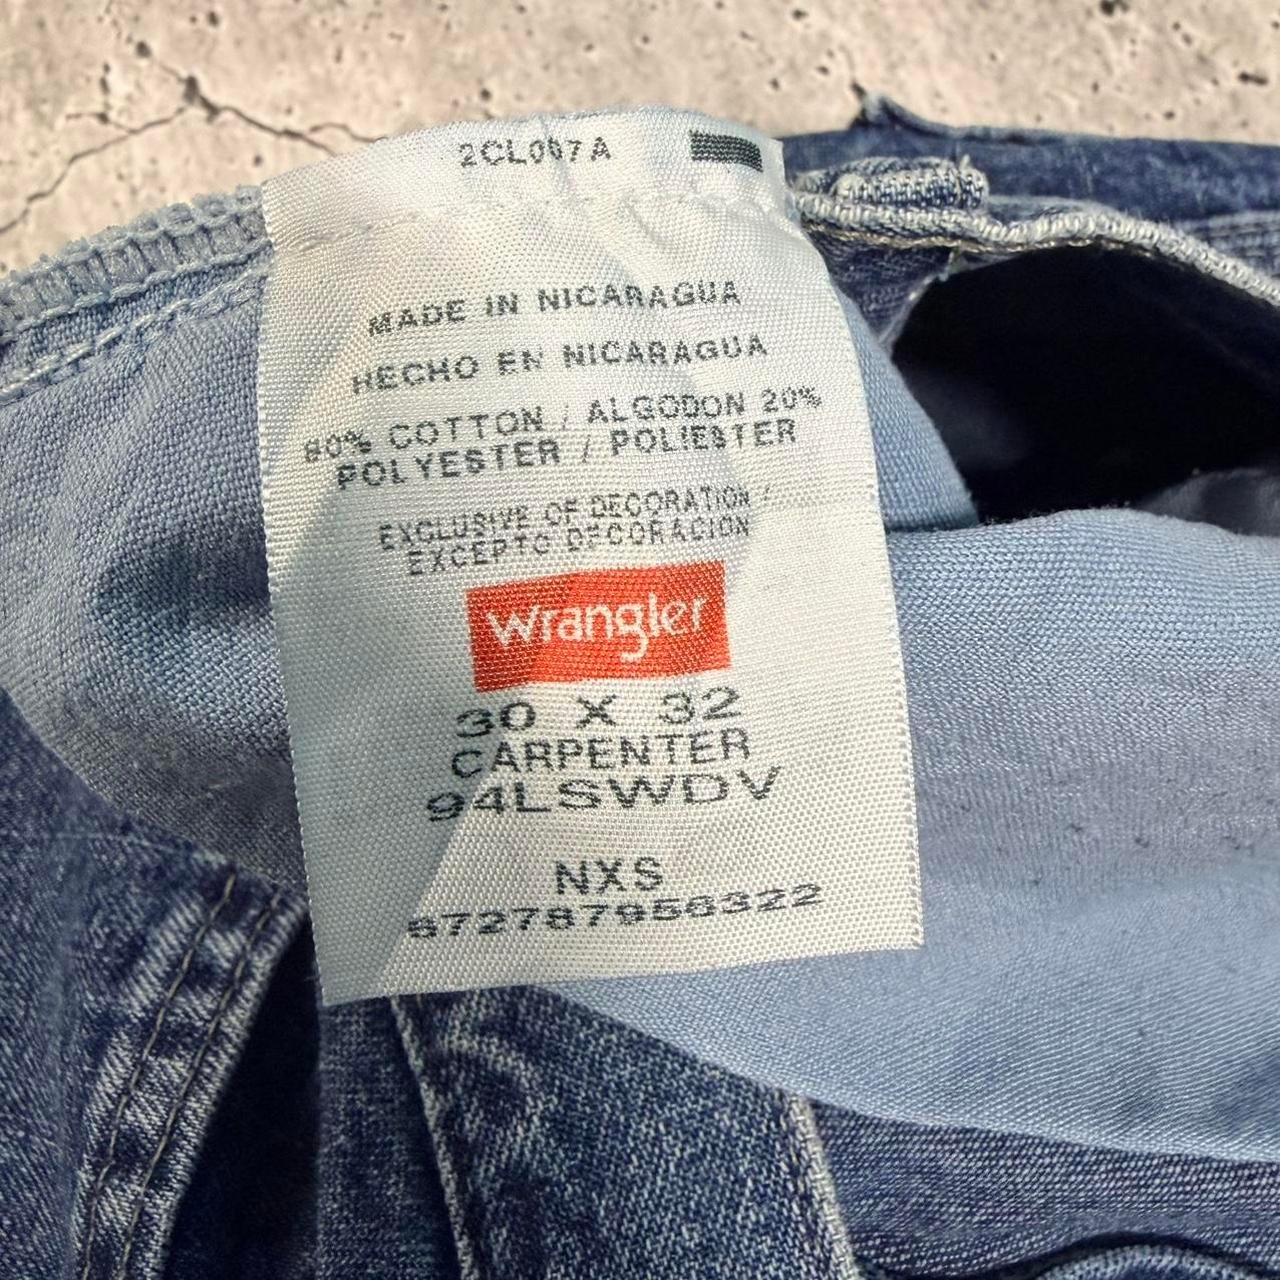 2CL007A
MADE IN NICARAGUA
HECHO EN NICARAGUA
80% COTTON / ALGODON 20%
POLYESTER / POLIESTER
EXCLUSIVE OF DECORATION /
EXCEPTO DECORACION
Wrangler
30 X 32
CARPENTER
94LSWDV
NXS
872787956322